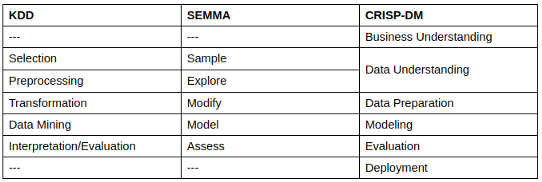 KDD SEMMA CRISP-DM
--- --- Business Understanding
Selection Sample Data Understanding
Preprocessing Explore
Transformation Modify Data Preparation
Data Mining Model Modeling
Interpretation/Evaluation Assess Evaluation
--- --- Deployment